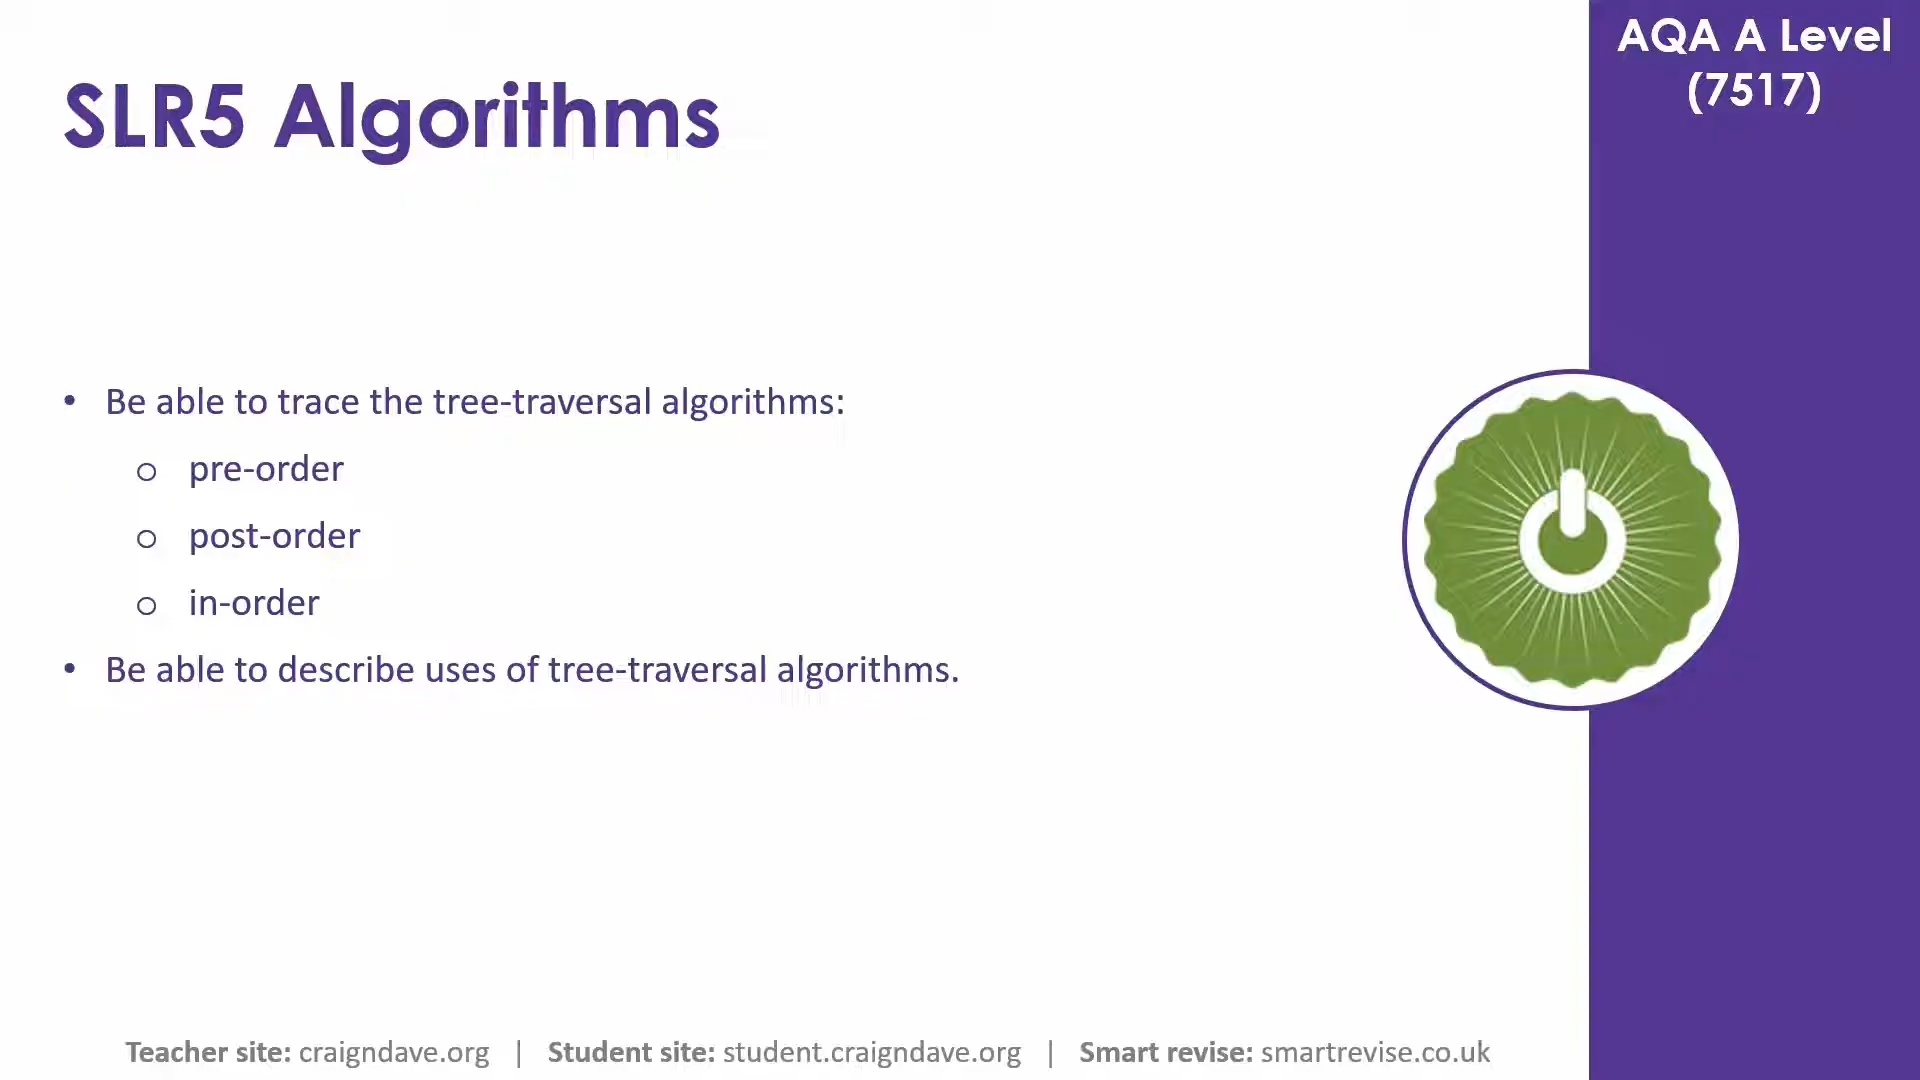 AQA A Level
(7517)
SLR5 Algorithms
• Be able to trace the tree-traversal algorithms:
o pre-order
o post-order
o in-order
• Be able to describe uses of tree-traversal algorithms.
Teacher site: craigndave.org | Student site: student.craigndave.org | Smart revise: smartrevise.co.uk